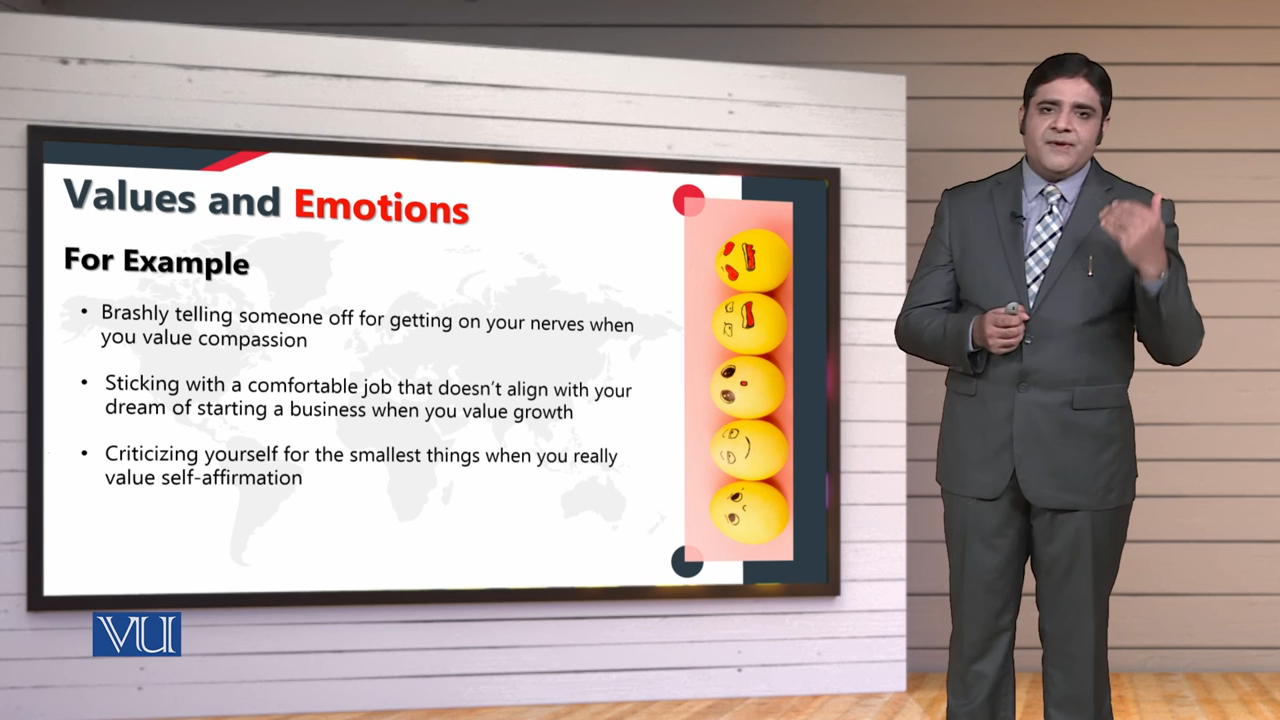 Values and Emotions
For Example
• Brashly telling someone off for getting on your nerves when
you value compassion
• Sticking with a comfortable job that doesn't align with your
dream of starting a business when you value growth
• Criticizing yourself for the smallest things when you really
value self-affirmation
VU